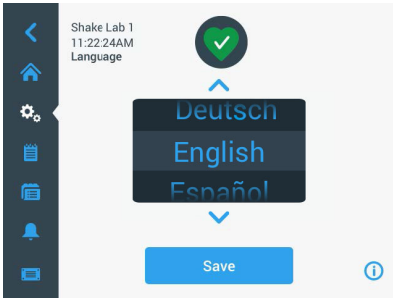 Shake Lab 1
11:22:24AM
Language
Deutsch
English
Español
Save